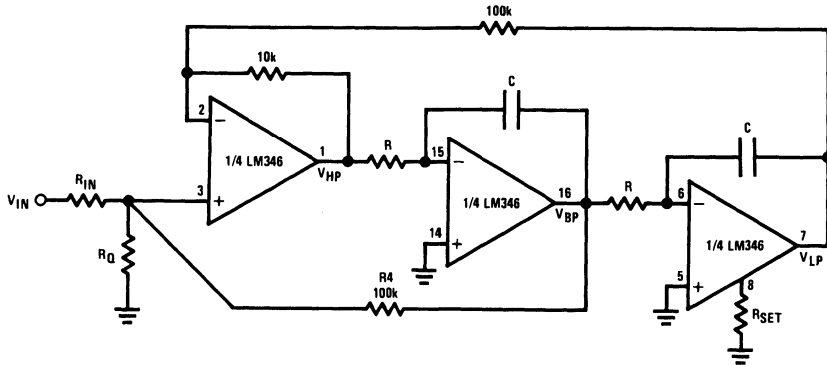 100k
10k
2
−
1/4 LM346
1
V_HP
3
+
V_IN
R_IN
R_Q
R
C
15
−
1/4 LM346
16
V_BP
14
+
R4
100k
R
C
6
−
1/4 LM346
7
V_LP
5
+
8
R_SET